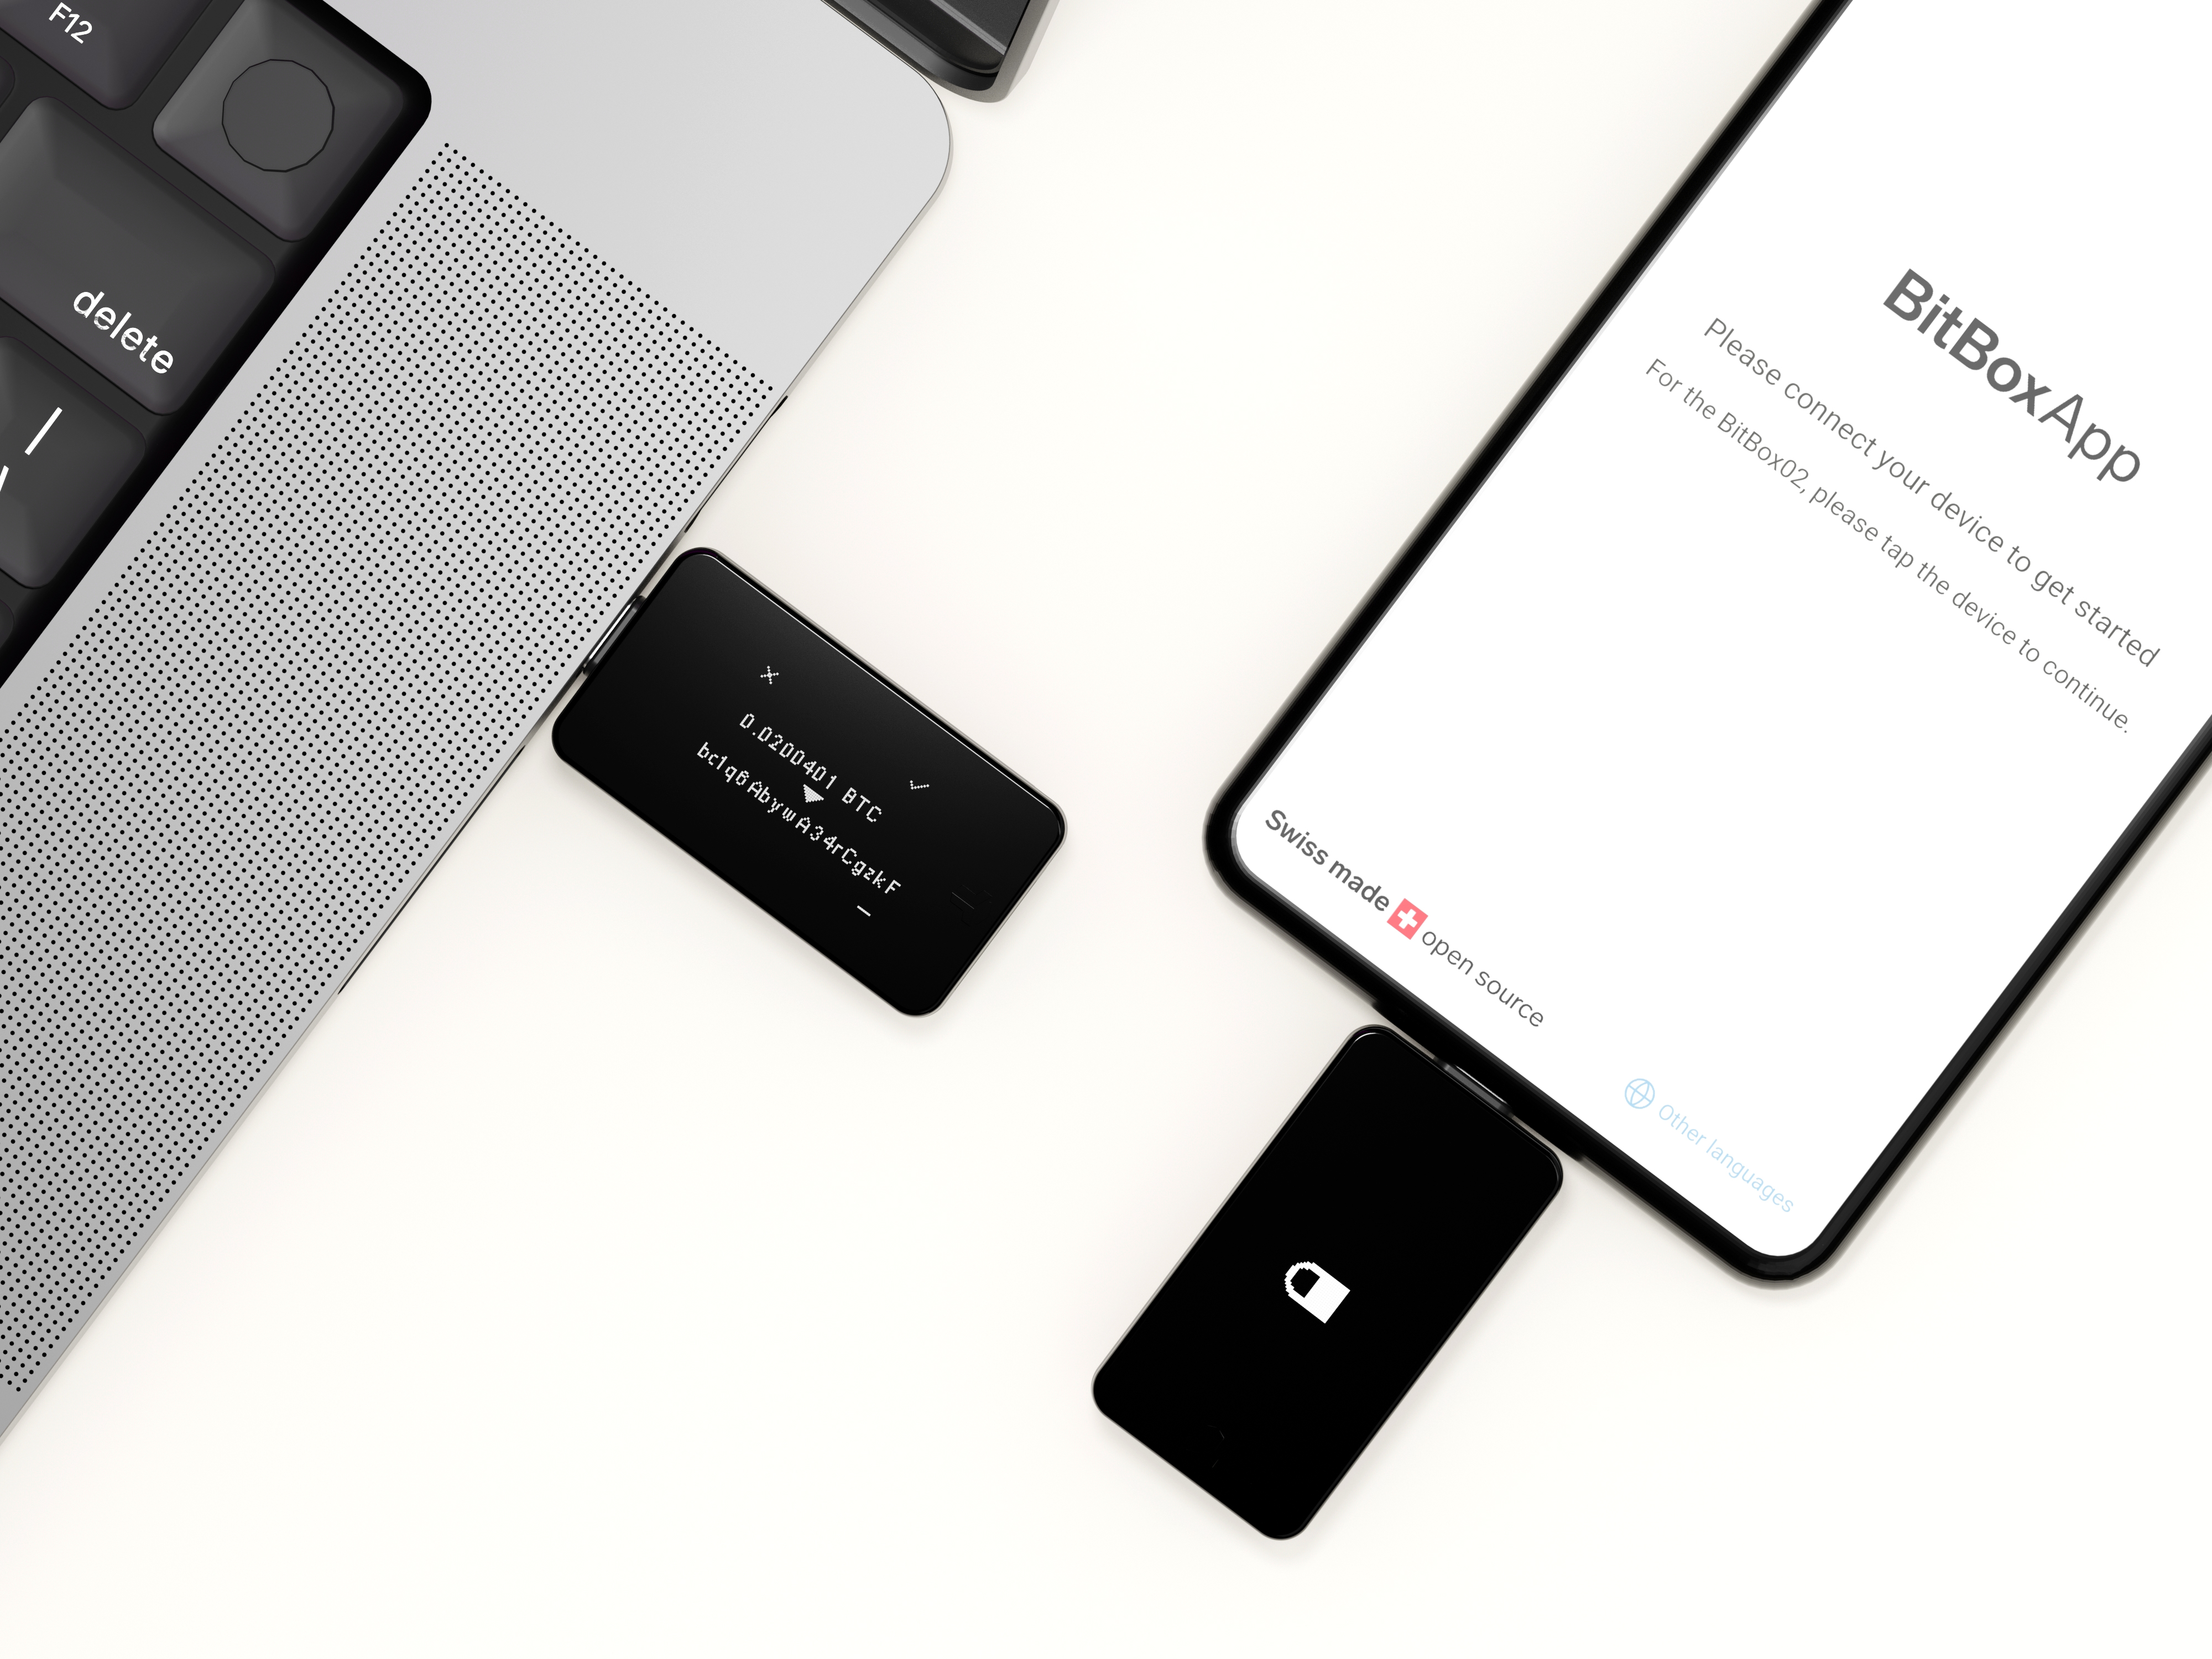 F12
delete
0.0200401 BTC
bc1q6AbywA34rCgzkF
BitBoxApp
Please connect your device to get started
For the BitBox02, please tap the device to continue.
Swiss made open source
Other languages